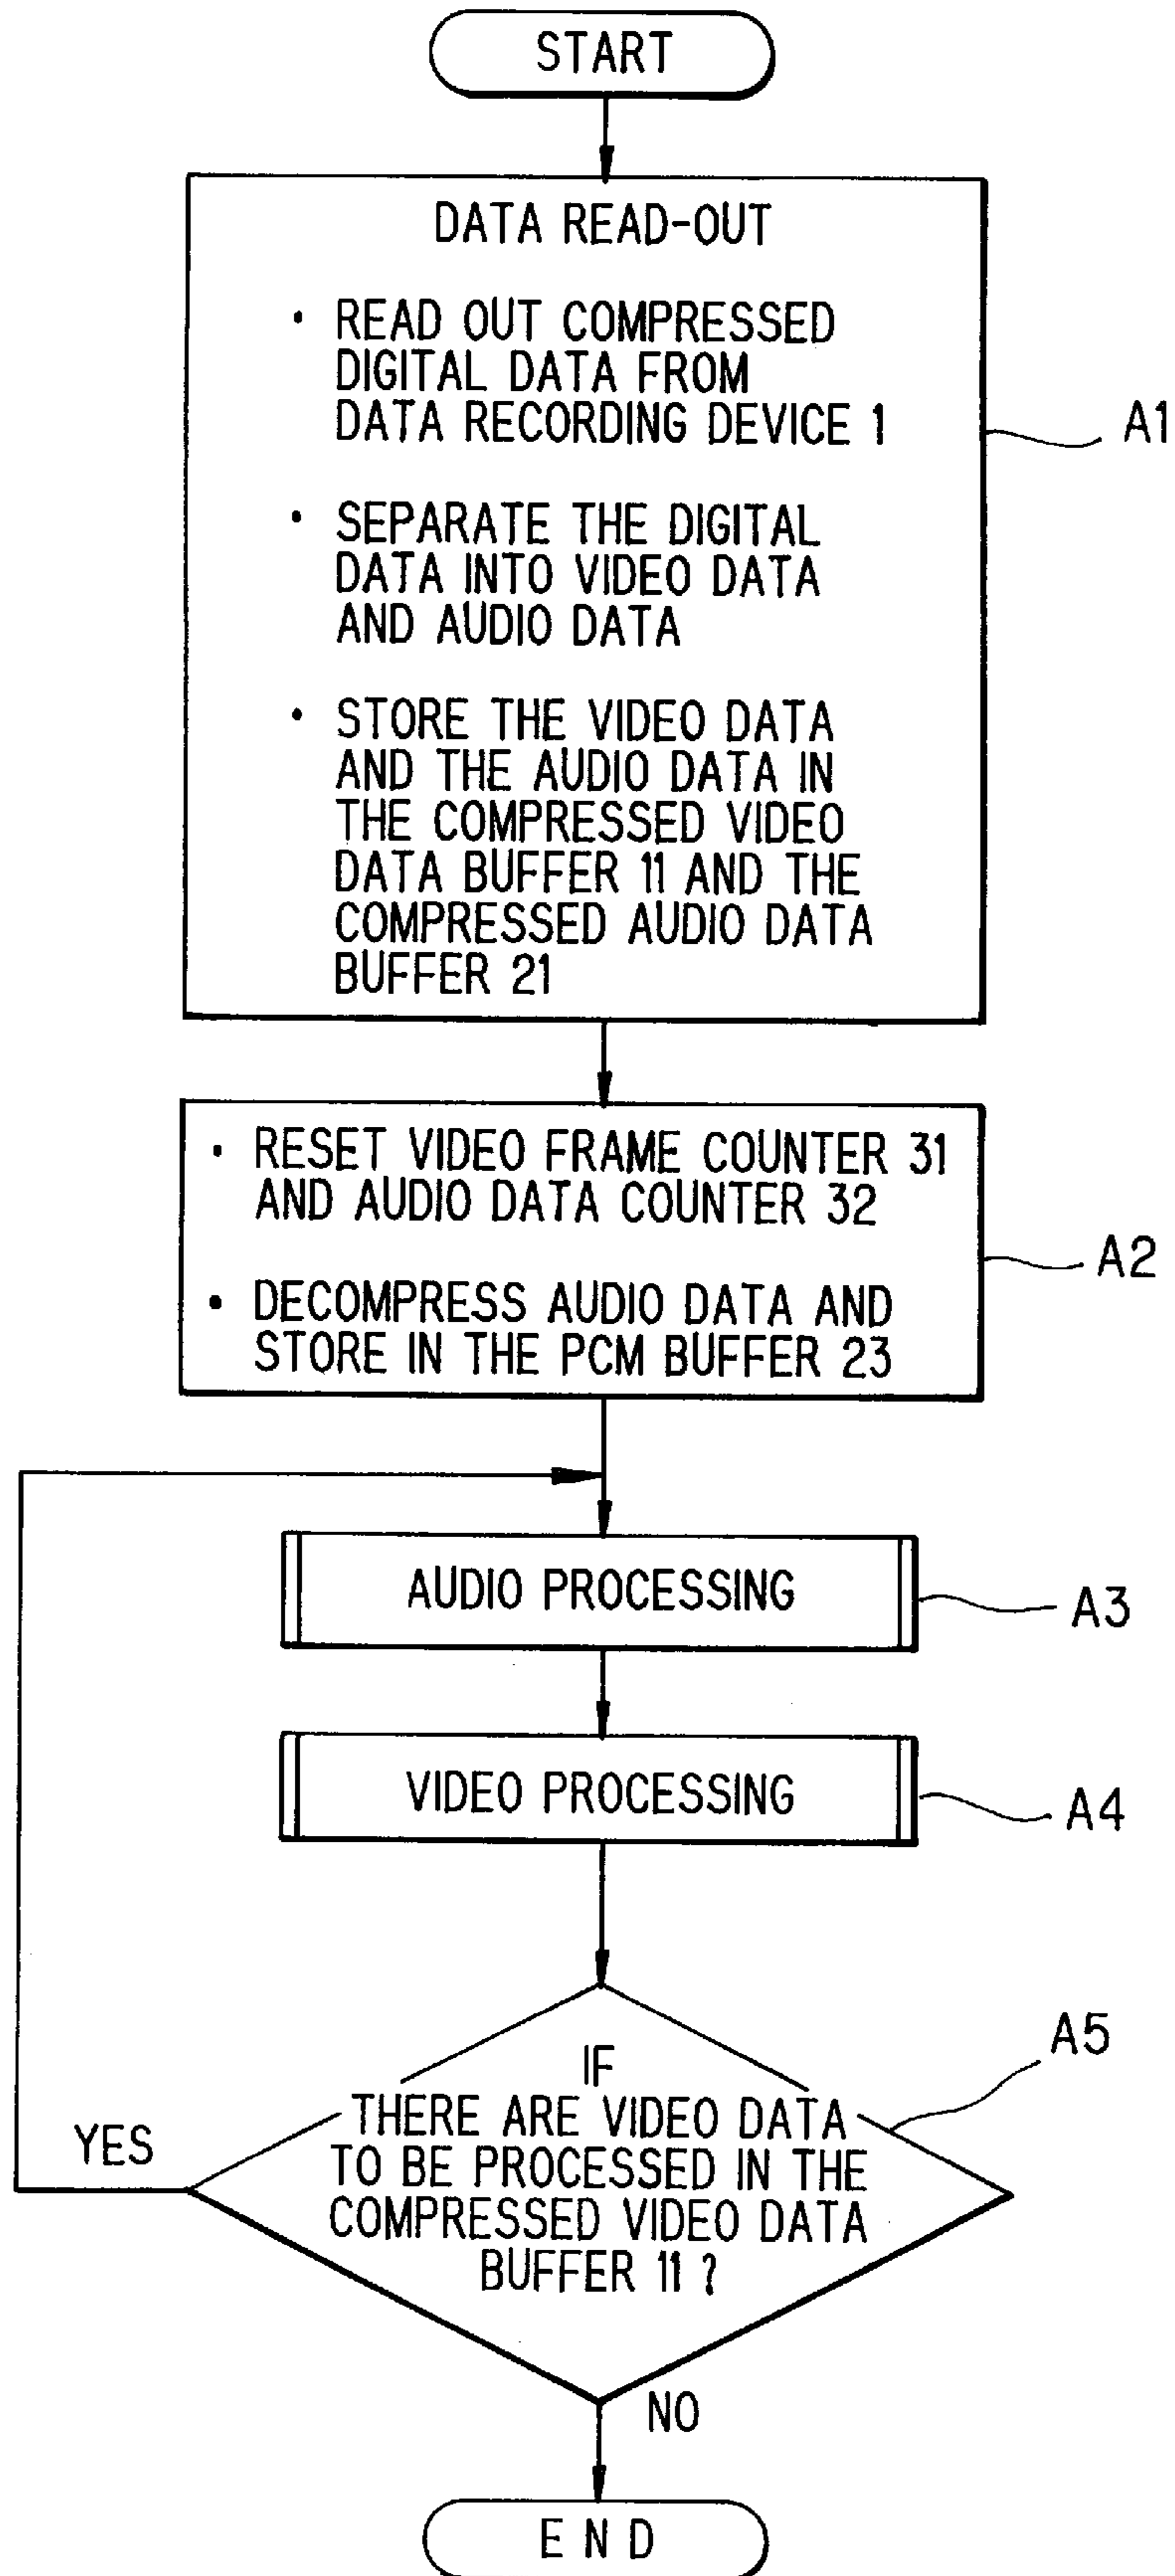 START
DATA READ-OUT
· READ OUT COMPRESSED
DIGITAL DATA FROM
DATA RECORDING DEVICE 1
A1
· SEPARATE THE DIGITAL
DATA INTO VIDEO DATA
AND AUDIO DATA
· STORE THE VIDEO DATA
AND THE AUDIO DATA IN
THE COMPRESSED VIDEO
DATA BUFFER 11 AND THE
COMPRESSED AUDIO DATA
BUFFER 21
· RESET VIDEO FRAME COUNTER 31
AND AUDIO DATA COUNTER 32
A2
· DECOMPRESS AUDIO DATA AND
STORE IN THE PCM BUFFER 23
AUDIO PROCESSING
A3
VIDEO PROCESSING
A4
A5
IF
THERE ARE VIDEO DATA
TO BE PROCESSED IN THE
COMPRESSED VIDEO DATA
BUFFER 11 ?
YES
NO
END